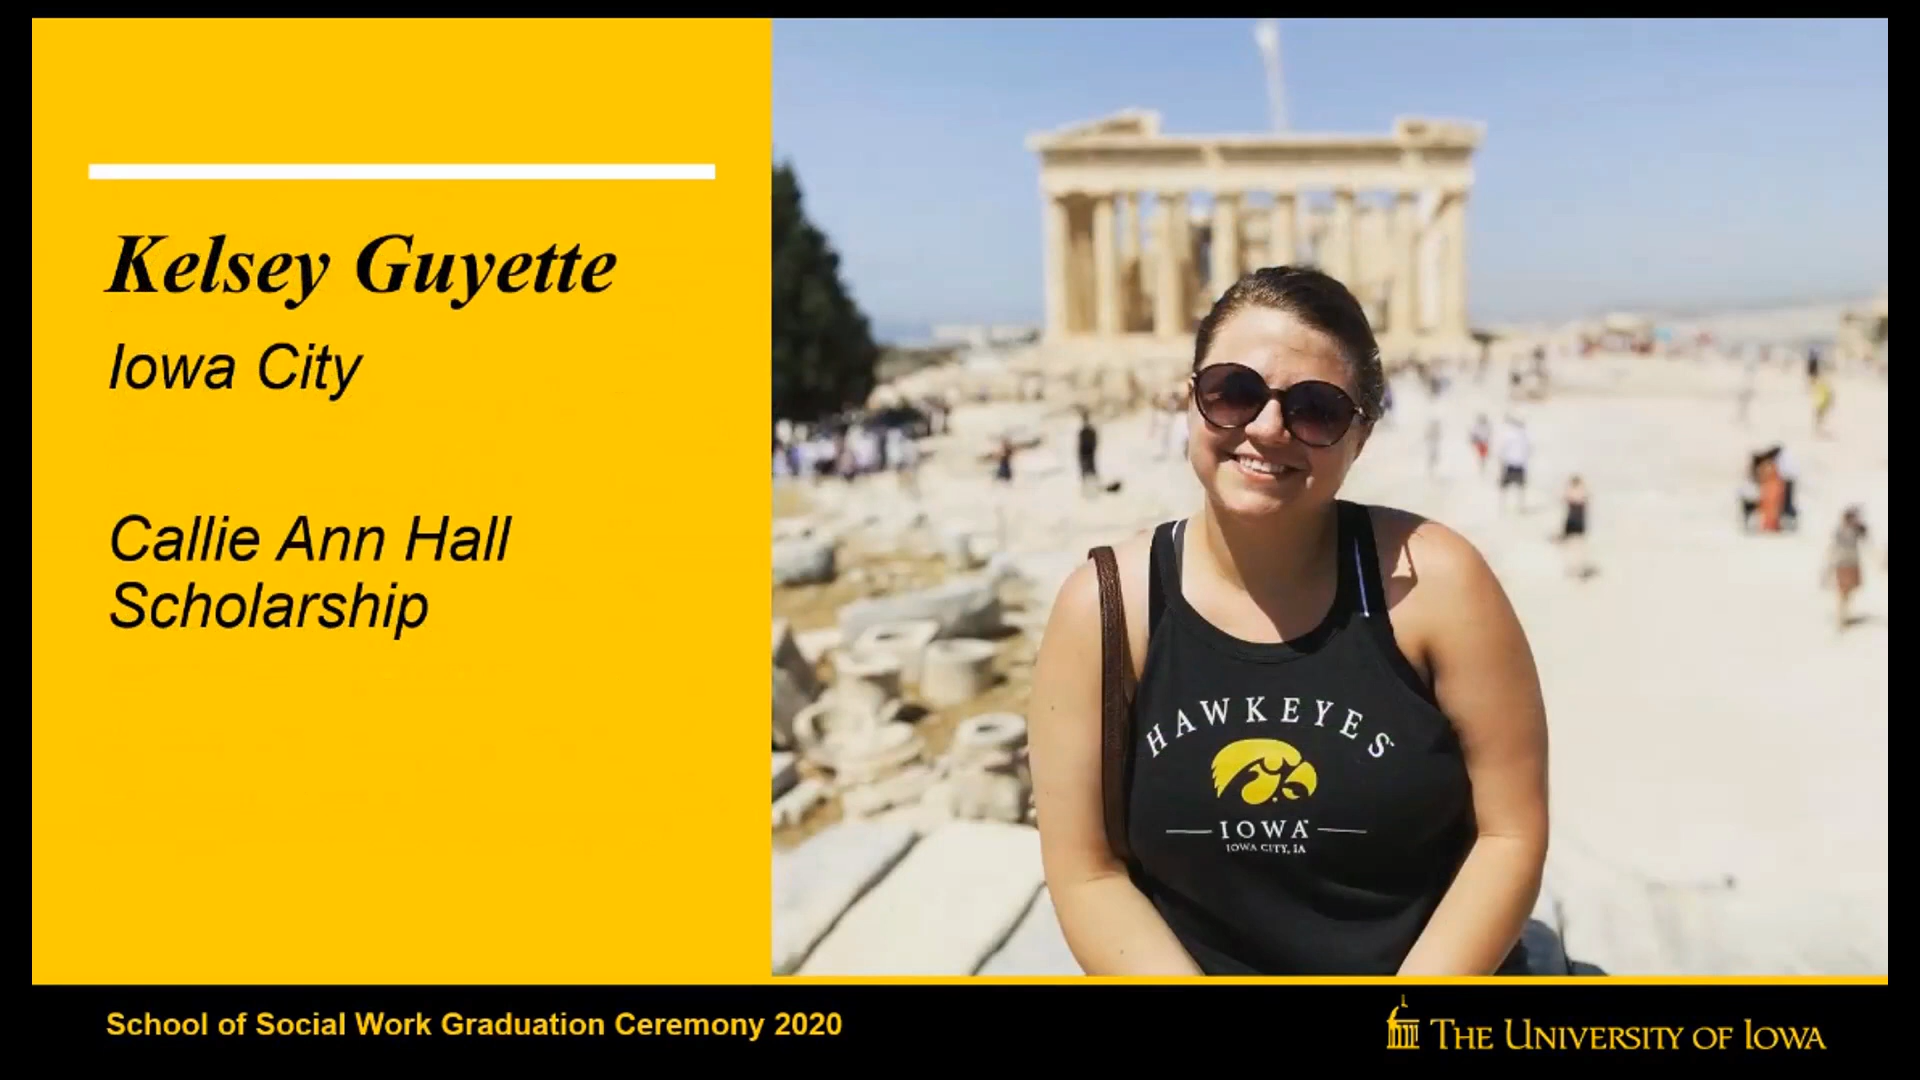 Kelsey Guyette
Iowa City
Callie Ann Hall
Scholarship
HAWKEYES
IOWA
IOWA CITY, IA
School of Social Work Graduation Ceremony 2020
THE UNIVERSITY OF IOWA